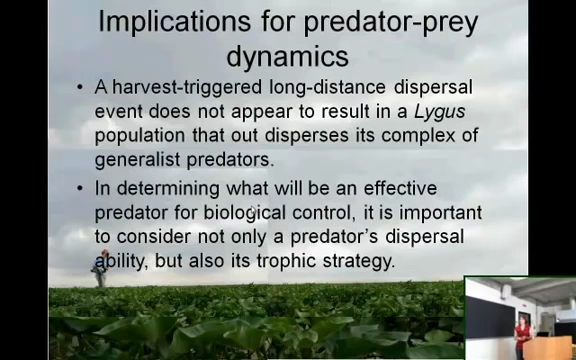 Implications for predator-prey
dynamics
• A harvest-triggered long-distance dispersal
event does not appear to result in a Lygus
population that out disperses its complex of
generalist predators.
• In determining what will be an effective
predator for biological control, it is important
to consider not only a predator's dispersal
ability, but also its trophic strategy.